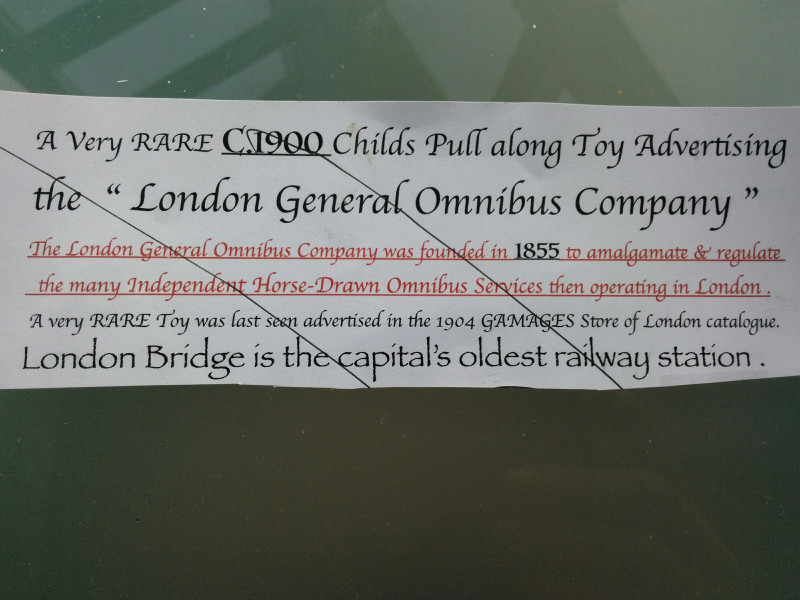 A Very RARE C.1900 Childs Pull along Toy Advertising
the “ London General Omnibus Company ”
The London General Omnibus Company was founded in 1855 to amalgamate & regulate
the many Independent Horse-Drawn Omnibus Services then operating in London .
A very RARE Toy was last seen advertised in the 1904 GAMAGES Store of London catalogue.
London Bridge is the capital’s oldest railway station .